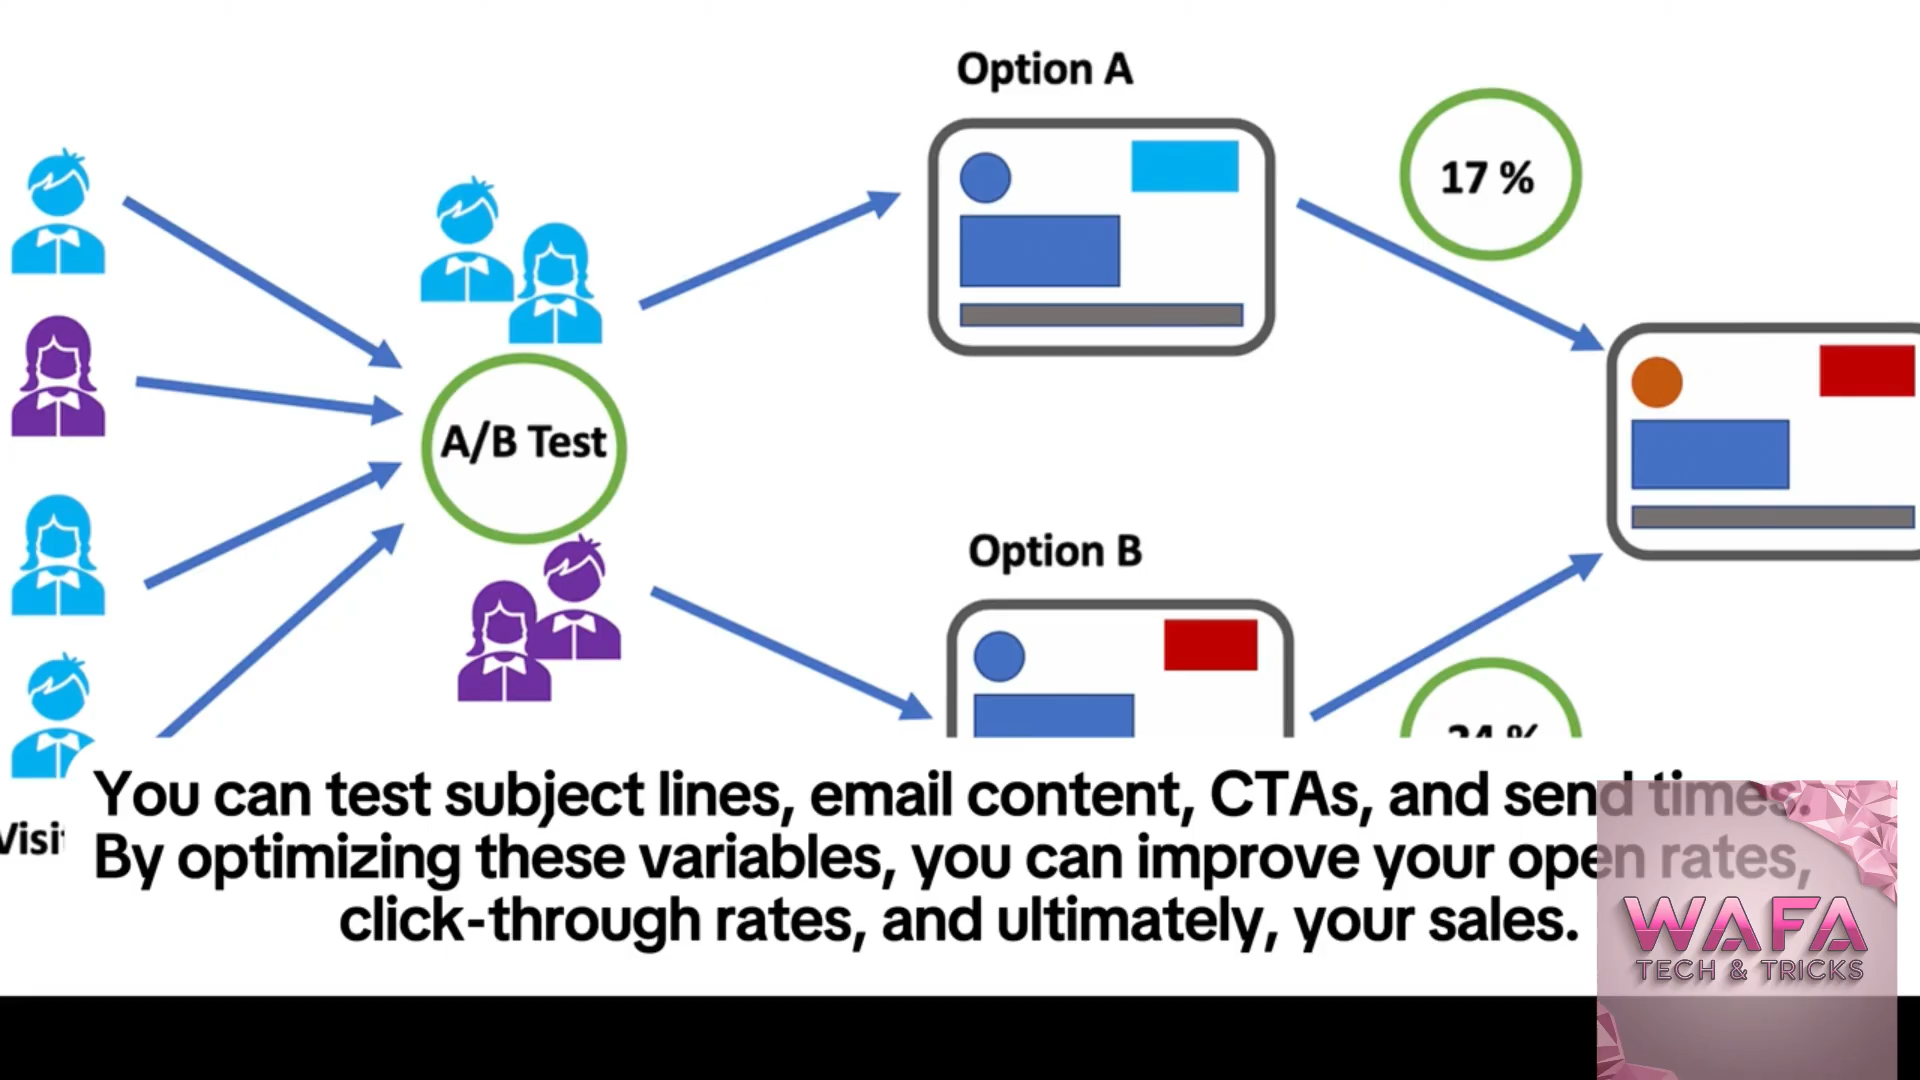 Option A
17 %
A/B Test
Option B
You can test subject lines, email content, CTAs, and send times.
By optimizing these variables, you can improve your open rates,
click-through rates, and ultimately, your sales.
WAFA
TECH & TRICKS